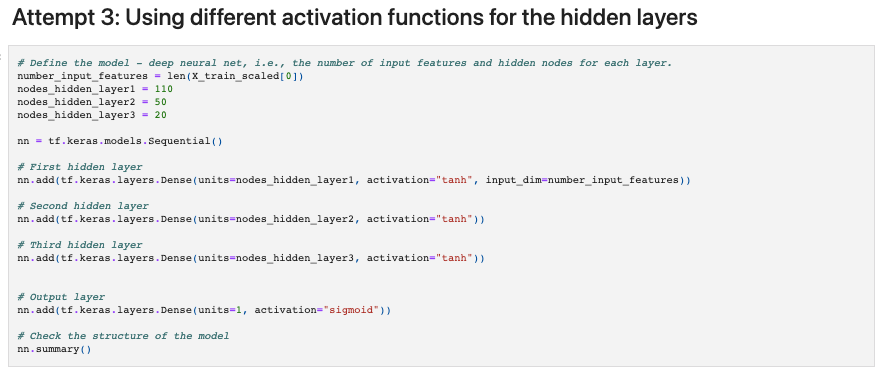 Attempt 3: Using different activation functions for the hidden layers
# Define the model - deep neural net, i.e., the number of input features and hidden nodes for each layer.
number_input_features = len(X_train_scaled[0])
nodes_hidden_layer1 = 110
nodes_hidden_layer2 = 50
nodes_hidden_layer3 = 20
nn = tf.keras.models.Sequential()
# First hidden layer
nn.add(tf.keras.layers.Dense(units=nodes_hidden_layer1, activation="tanh", input_dim=number_input_features))
# Second hidden layer
nn.add(tf.keras.layers.Dense(units=nodes_hidden_layer2, activation="tanh"))
# Third hidden layer
nn.add(tf.keras.layers.Dense(units=nodes_hidden_layer3, activation="tanh"))
# Output layer
nn.add(tf.keras.layers.Dense(units=1, activation="sigmoid"))
# Check the structure of the model
nn.summary()